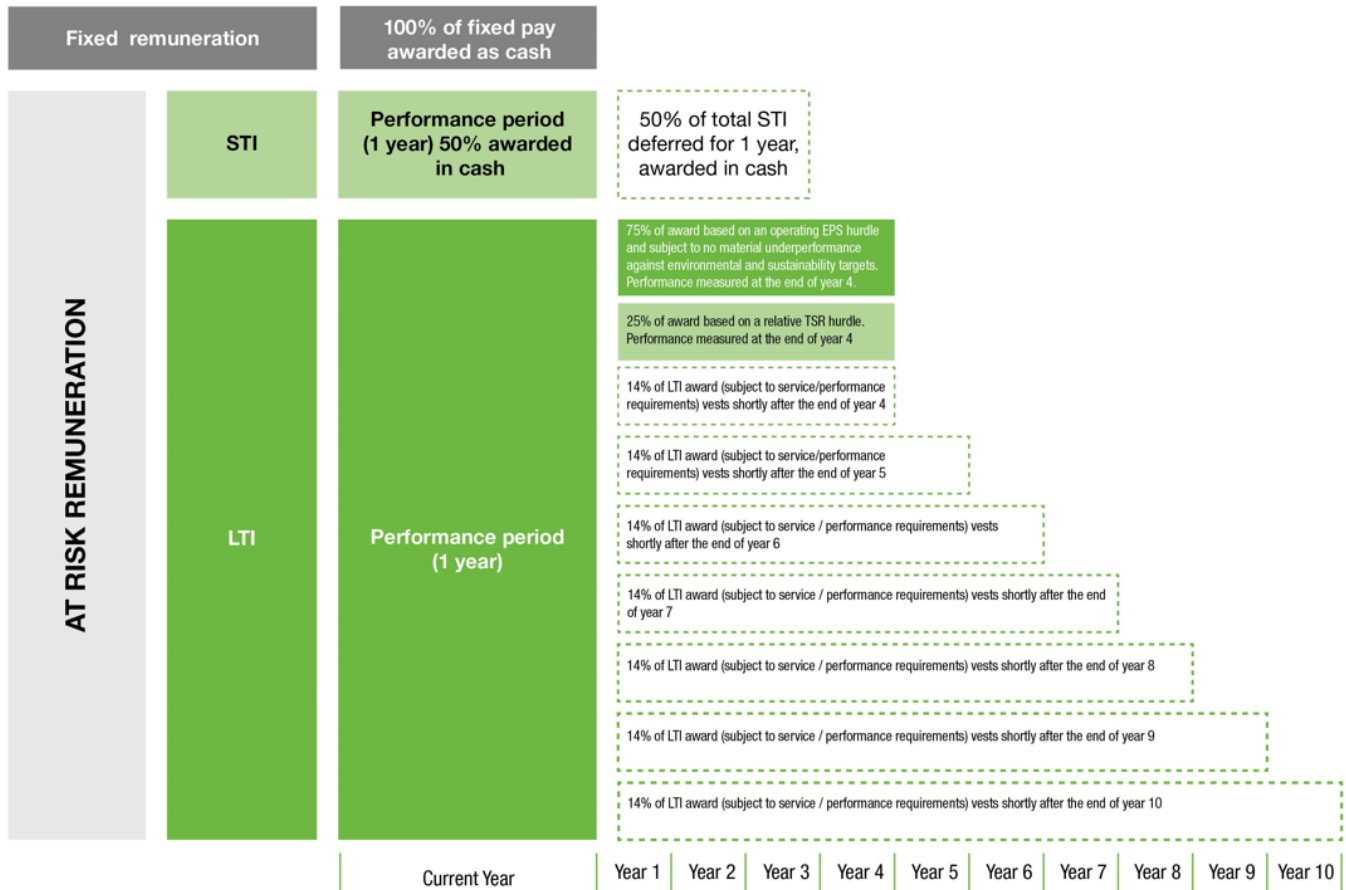 Fixed remuneration
100% of fixed pay
awarded as cash
AT RISK REMUNERATION
STI
Performance period
(1 year) 50% awarded
in cash
50% of total STI
deferred for 1 year,
awarded in cash
LTI
Performance period
(1 year)
75% of award based on an operating EPS hurdle
and subject to no material underperformance
against environmental and sustainability targets.
Performance measured at the end of year 4.
25% of award based on a relative TSR hurdle.
Performance measured at the end of year 4
14% of LTI award (subject to service/performance
requirements) vests shortly after the end of year 4
14% of LTI award (subject to service/performance
requirements) vests shortly after the end of year 5
14% of LTI award (subject to service / performance requirements) vests
shortly after the end of year 6
14% of LTI award (subject to service / performance requirements) vests shortly after the end
of year 7
14% of LTI award (subject to service / performance requirements) vests shortly after the end of year 8
14% of LTI award (subject to service / performance requirements) vests shortly after the end of year 9
14% of LTI award (subject to service / performance requirements) vests shortly after the end of year 10
Current Year
Year 1
Year 2
Year 3
Year 4
Year 5
Year 6
Year 7
Year 8
Year 9
Year 10